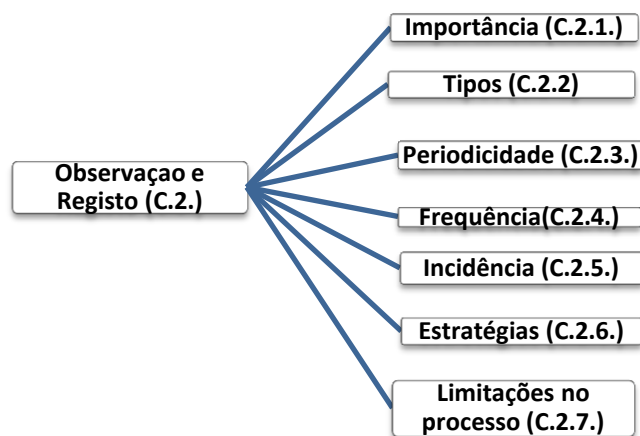 Importância (C.2.1.)
Tipos (C.2.2)
Periodicidade (C.2.3.)
Observaçao e
Registo (C.2.)
Frequência(C.2.4.)
Incidência (C.2.5.)
Estratégias (C.2.6.)
Limitações no
processo (C.2.7.)